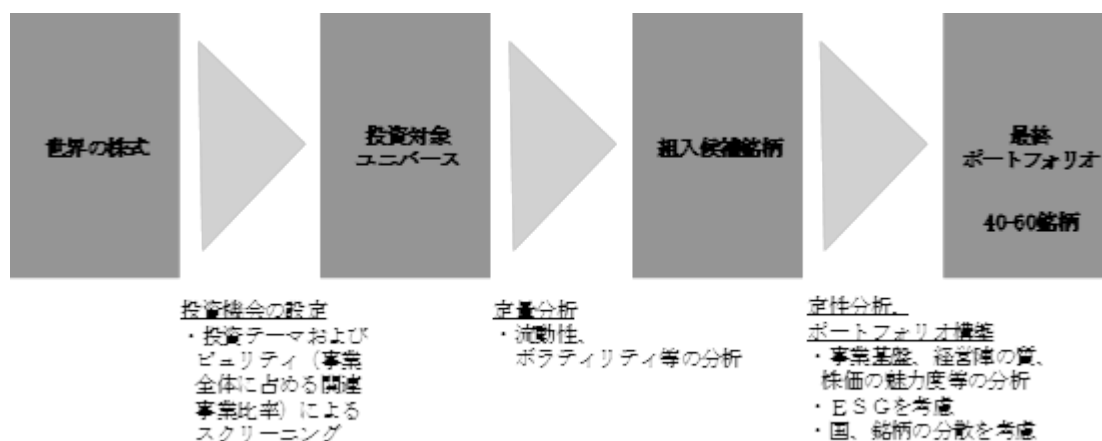 世界の株式
投資対象
ユニバース
組入候補銘柄
最終
ポートフォリオ
40-60銘柄
投資機会の設定
・投資テーマおよび
ピュリティ（事業
全体に占める関連
事業比率）による
スクリーニング
定量分析
・流動性、
ボラティリティ等の分析
定性分析、
ポートフォリオ構築
・事業基盤、経営陣の質、
株価の魅力度等の分析
・ＥＳＧを考慮
・国、銘柄の分散を考慮